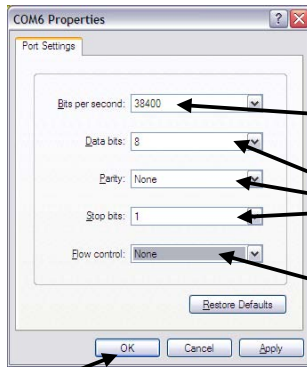 COM6 Properties
Port Settings
Bits per second: 38400
Data bits: 8
Parity: None
Stop bits: 1
Flow control: None
Restore Defaults
OK Cancel Apply